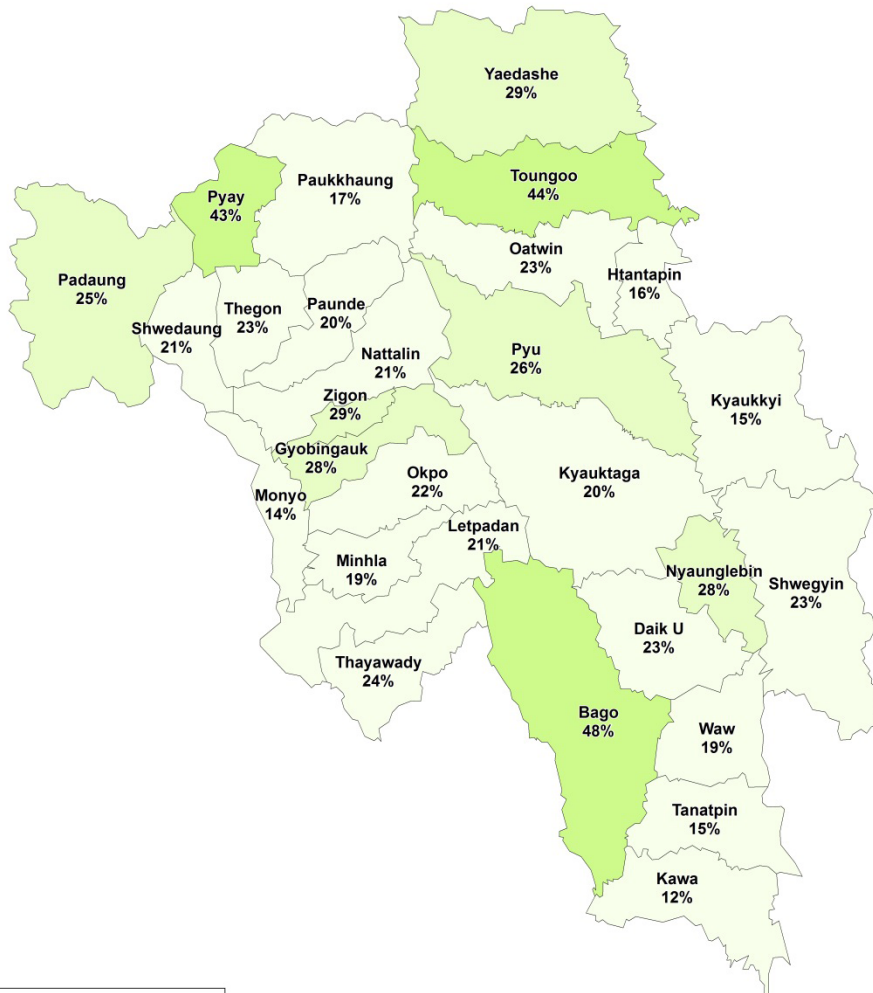 Yaedashe
29%
Toungoo
44%
Paukkhaung
17%
Pyay
43%
Oatwin
23%
Htantapin
16%
Padaung
25%
Thegon
23%
Paunde
20%
Shwedaung
21%
Nattalin
21%
Pyu
26%
Kyaukkyi
15%
Zigon
29%
Gyobingauk
28%
Okpo
22%
Kyauktaga
20%
Monyo
14%
Letpadan
21%
Minhla
19%
Nyaunglebin
28%
Shwegyin
23%
Daik U
23%
Thayawady
24%
Bago
48%
Waw
19%
Tanatpin
15%
Kawa
12%